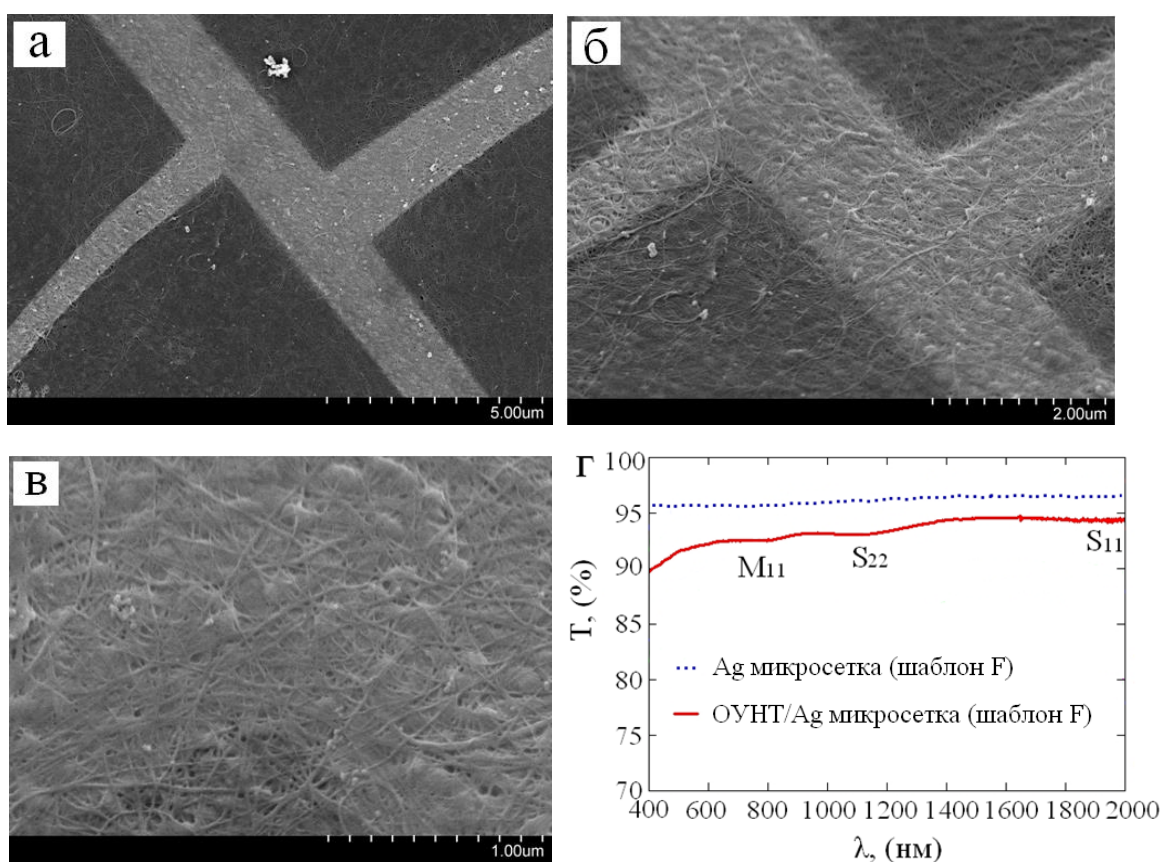 а
5.00um
б
2.00um
в
1.00um
г
100
95
90
85
80
75
70
T, (%)
M11
S22
S11
Ag микросетка (шаблон F)
ОУНТ/Ag микросетка (шаблон F)
400 600 800 1000 1200 1400 1600 1800 2000
λ, (нм)